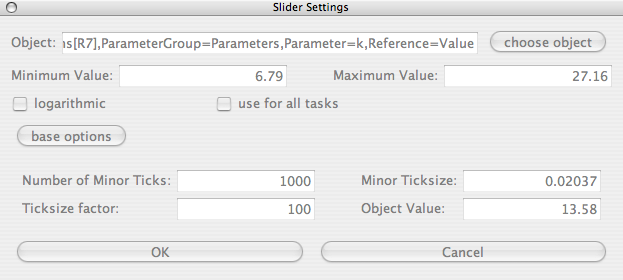 Slider Settings
Object: ns[R7],ParameterGroup=Parameters,Parameter=k,Reference=Value choose object
Minimum Value: 6.79 Maximum Value: 27.16
logarithmic use for all tasks
base options
Number of Minor Ticks: 1000 Minor Ticksize: 0.02037
Ticksize factor: 100 Object Value: 13.58
OK Cancel